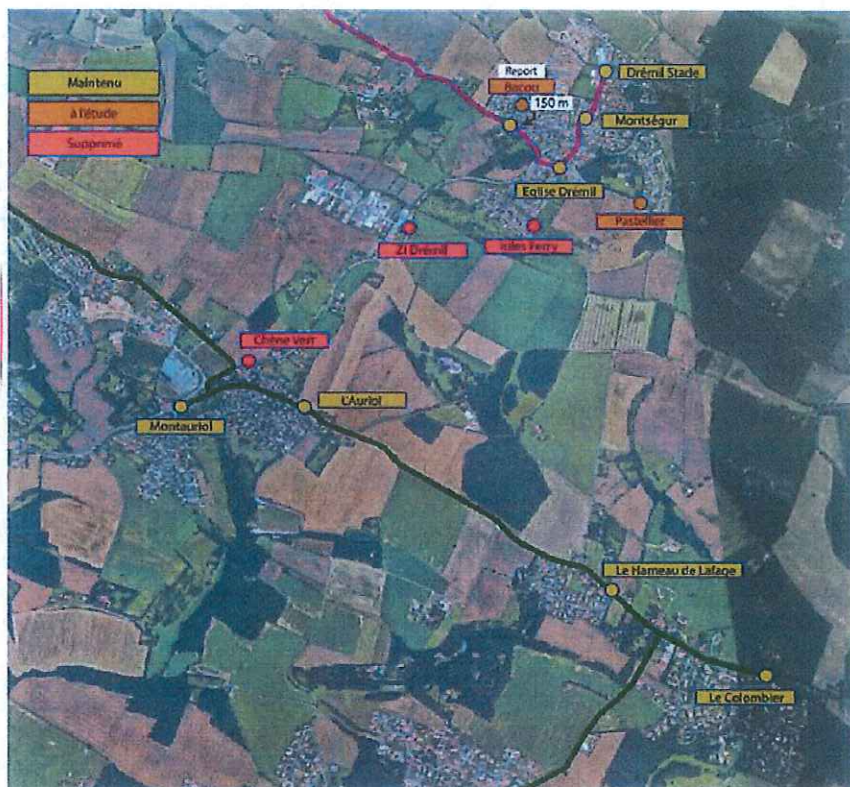 Maintenu
à l'étude
Supprimé
Report
Bacou
150 m
Drémil Stade
Montségur
Eglise Drémil
Pastellier
ZI Drémil
Jules Ferry
Chêne Vert
L'Auriol
Montauriol
Le Hameau de Lafage
Le Colombier